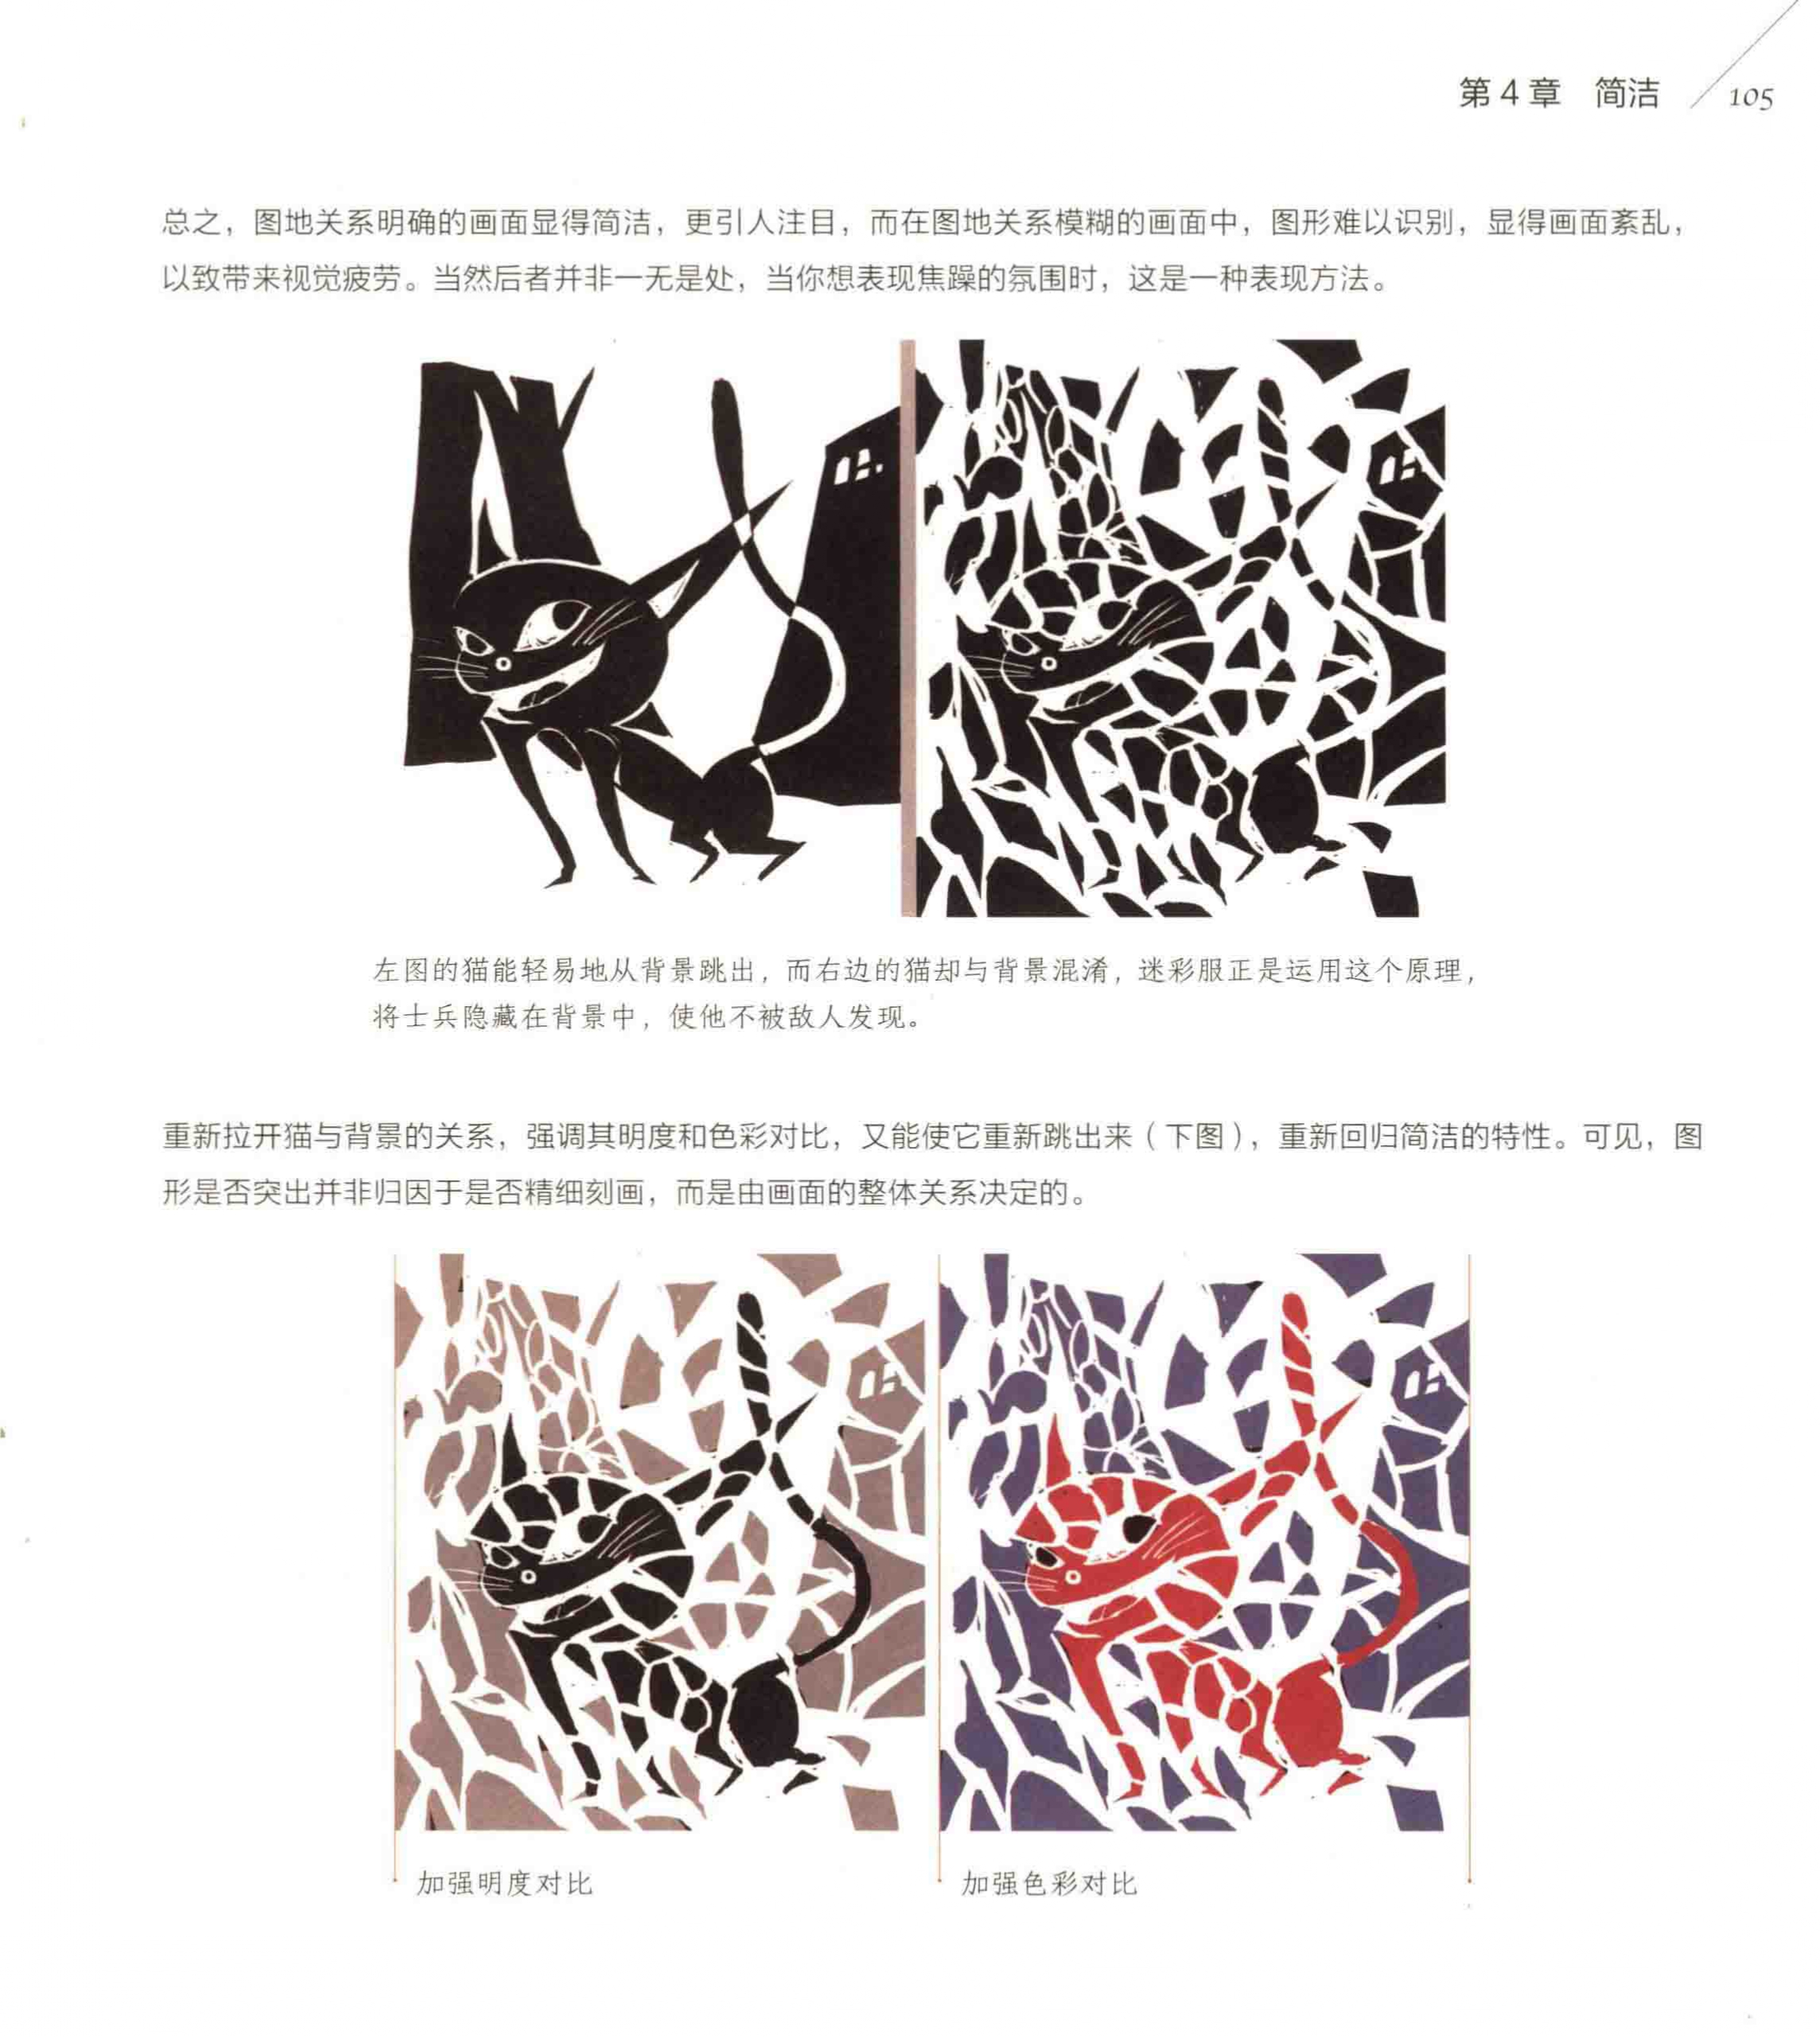 第4章 简洁 105
总之，图地关系明确的画面显得简洁，更引人注目，而在图地关系模糊的画面中，图形难以识别，显得画面紊乱，
以致带来视觉疲劳。当然后者并非一无是处，当你想表现焦躁的氛围时，这是一种表现方法。
左图的猫能轻易地从背景跳出，而右边的猫却与背景混淆，迷彩服正是运用这个原理，
将士兵隐藏在背景中，使他不被敌人发现。
重新拉开猫与背景的关系，强调其明度和色彩对比，又能使它重新跳出来（下图），重新回归简洁的特性。可见，图
形是否突出并非归因于是否精细刻画，而是由画面的整体关系决定的。
加强明度对比
加强色彩对比